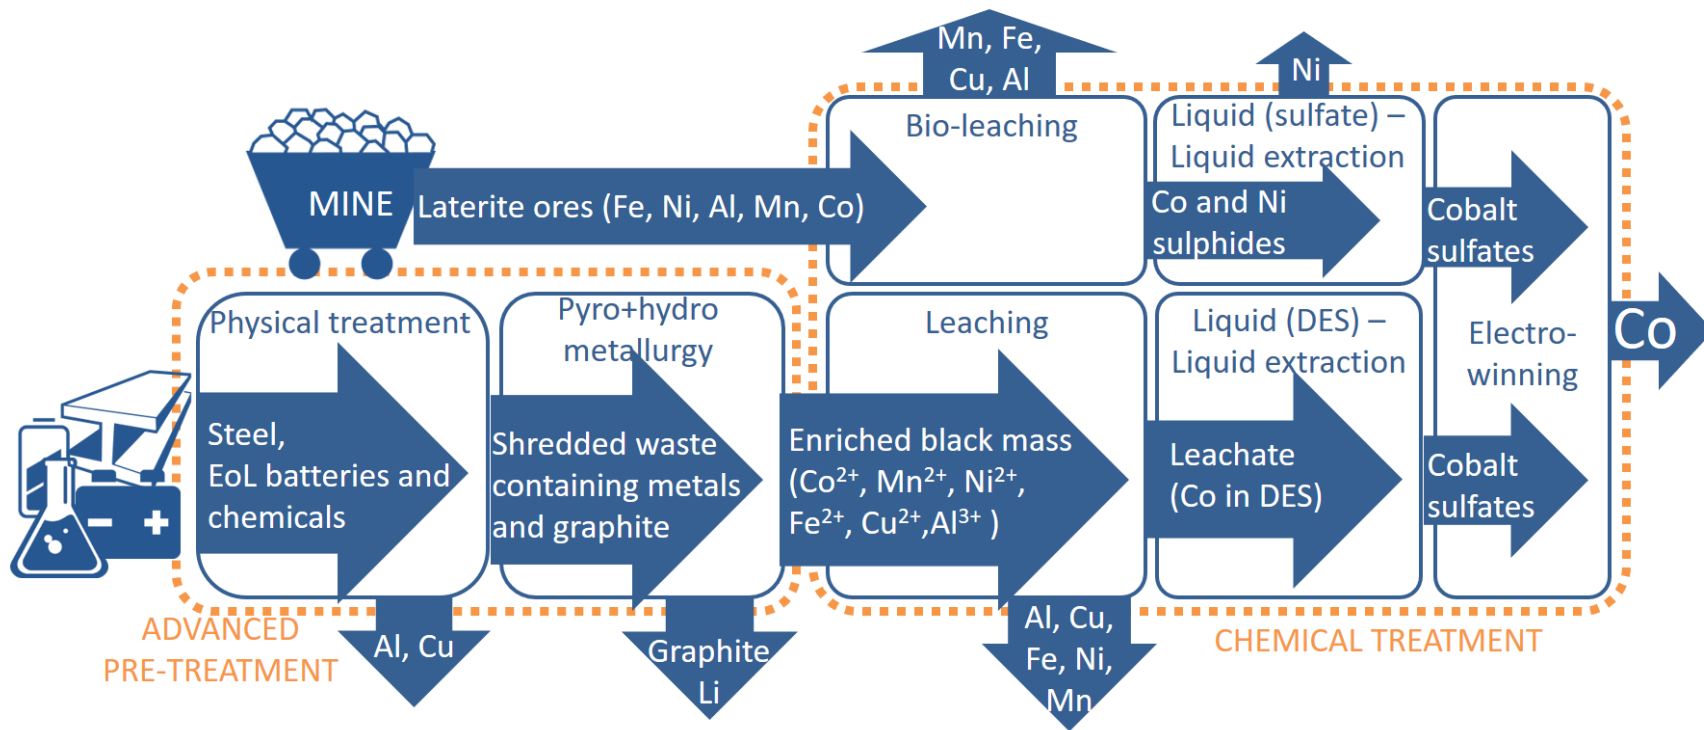 Mn, Fe,
Cu, Al
Ni
Bio-leaching
Liquid (sulfate) –
Liquid extraction
MINE
Laterite ores (Fe, Ni, Al, Mn, Co)
Co and Ni
sulphides
Cobalt
sulfates
Physical treatment
Pyro+hydro
metallurgy
Leaching
Liquid (DES) –
Liquid extraction
Electro-
winning
Co
Steel,
EoL batteries and
chemicals
Shredded waste
containing metals
and graphite
Enriched black mass
(Co²⁺, Mn²⁺, Ni²⁺,
Fe²⁺, Cu²⁺,Al³⁺ )
Leachate
(Co in DES)
Cobalt
sulfates
ADVANCED
PRE-TREATMENT
Al, Cu
Graphite
Li
Al, Cu,
Fe, Ni,
Mn
CHEMICAL TREATMENT